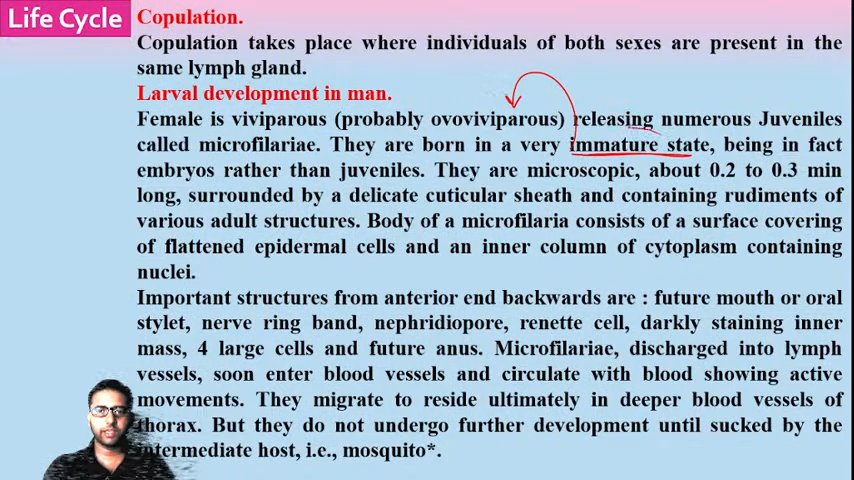 Life Cycle
Copulation.
Copulation takes place where individuals of both sexes are present in the
same lymph gland.
Larval development in man.
Female is viviparous (probably ovoviviparous) releasing numerous Juveniles
called microfilariae. They are born in a very immature state, being in fact
embryos rather than juveniles. They are microscopic, about 0.2 to 0.3 min
long, surrounded by a delicate cuticular sheath and containing rudiments of
various adult structures. Body of a microfilaria consists of a surface covering
of flattened epidermal cells and an inner column of cytoplasm containing
nuclei.
Important structures from anterior end backwards are : future mouth or oral
stylet, nerve ring band, nephridiopore, renette cell, darkly staining inner
mass, 4 large cells and future anus. Microfilariae, discharged into lymph
vessels, soon enter blood vessels and circulate with blood showing active
movements. They migrate to reside ultimately in deeper blood vessels of
thorax. But they do not undergo further development until sucked by the
intermediate host, i.e., mosquito*.